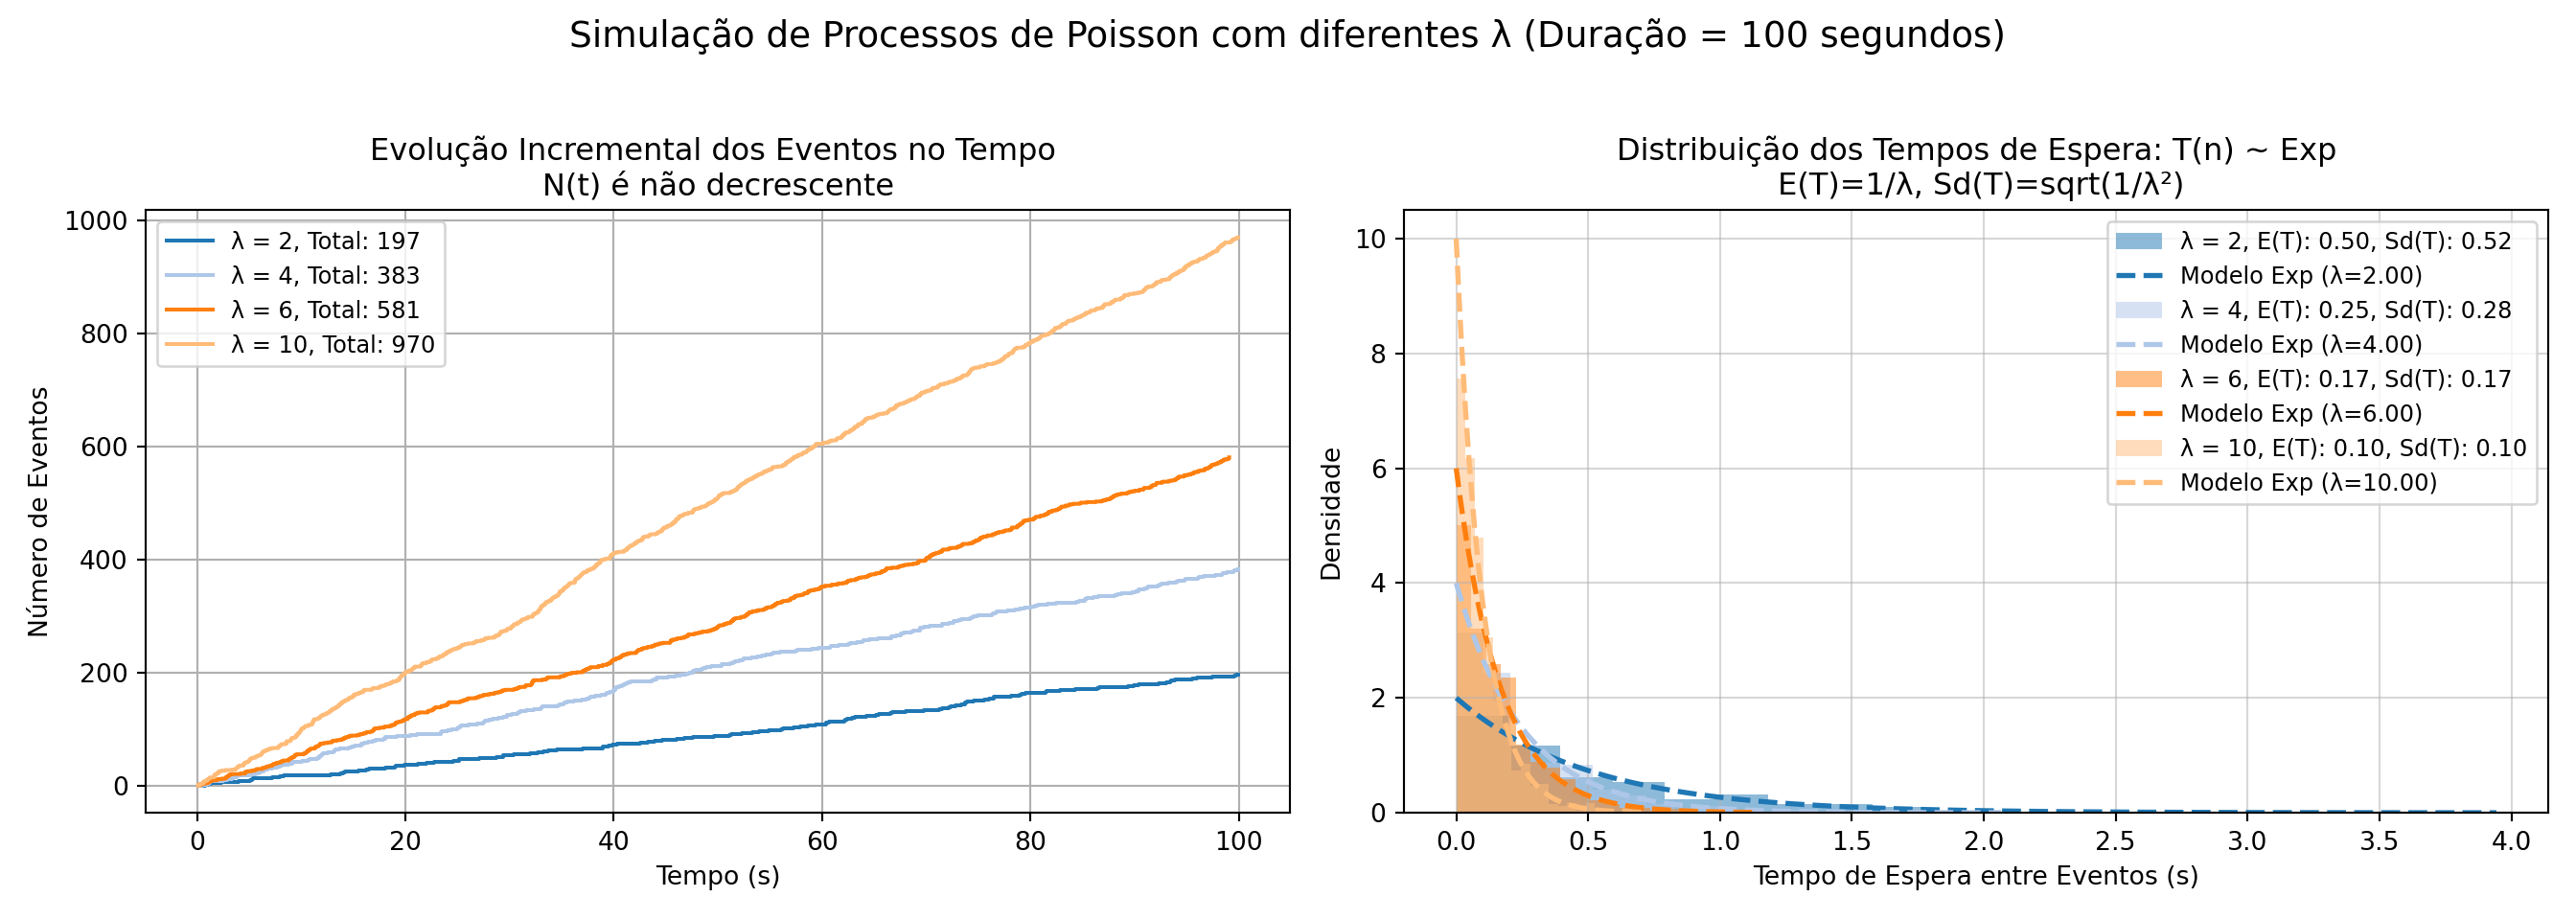 Simulação de Processos de Poisson com diferentes λ (Duração = 100 segundos)
Evolução Incremental dos Eventos no Tempo
N(t) é não decrescente
1000
800
600
400
200
0
Número de Eventos
λ = 2, Total: 197
λ = 4, Total: 383
λ = 6, Total: 581
λ = 10, Total: 970
0 20 40 60 80 100
Tempo (s)
Distribuição dos Tempos de Espera: T(n) ~ Exp
E(T)=1/λ, Sd(T)=sqrt(1/λ²)
10
8
6
4
2
0
Densidade
λ = 2, E(T): 0.50, Sd(T): 0.52
Modelo Exp (λ=2.00)
λ = 4, E(T): 0.25, Sd(T): 0.28
Modelo Exp (λ=4.00)
λ = 6, E(T): 0.17, Sd(T): 0.17
Modelo Exp (λ=6.00)
λ = 10, E(T): 0.10, Sd(T): 0.10
Modelo Exp (λ=10.00)
0.0 0.5 1.0 1.5 2.0 2.5 3.0 3.5 4.0
Tempo de Espera entre Eventos (s)